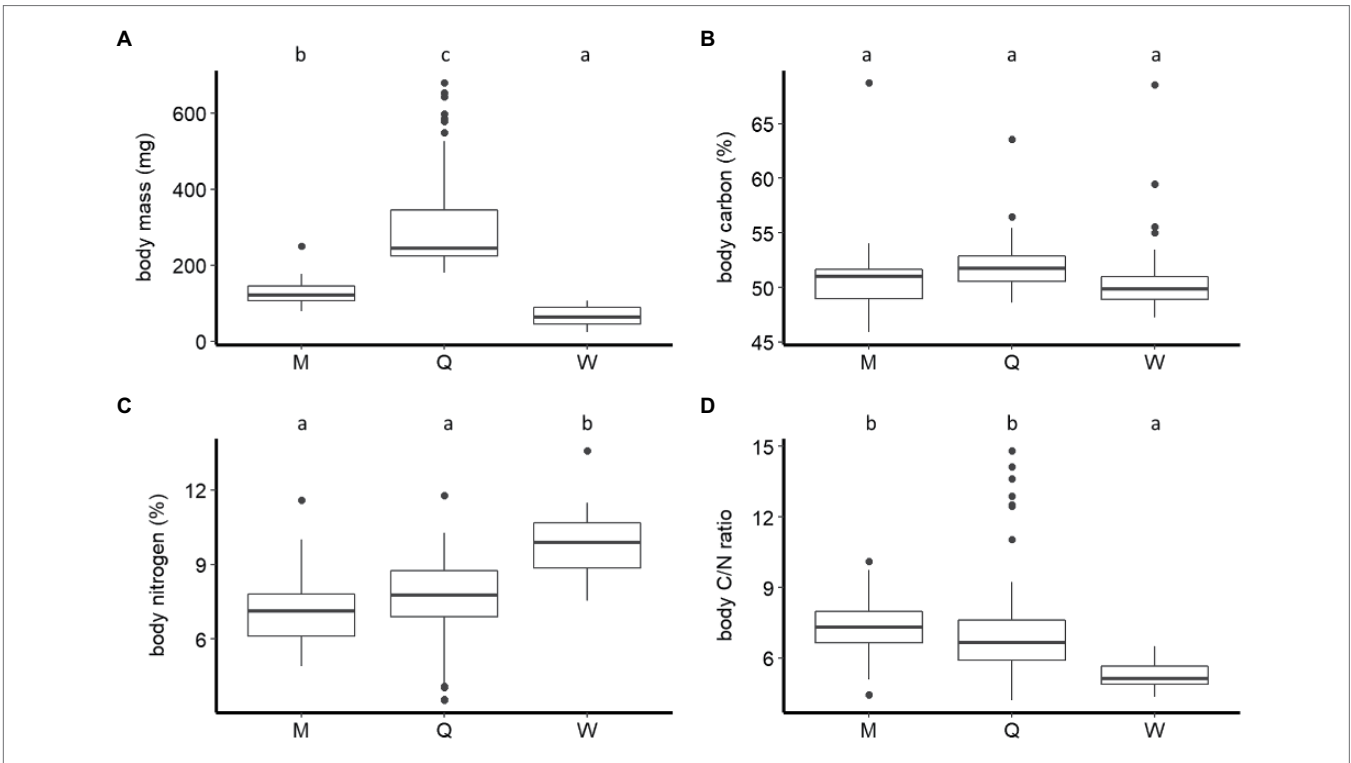 A
b c a
body mass (mg)
600
400
200
0
M Q W
B
a a a
body carbon (%)
65
60
55
50
45
M Q W
C
a a b
body nitrogen (%)
12
9
6
M Q W
D
b b a
body C/N ratio
15
12
9
6
M Q W